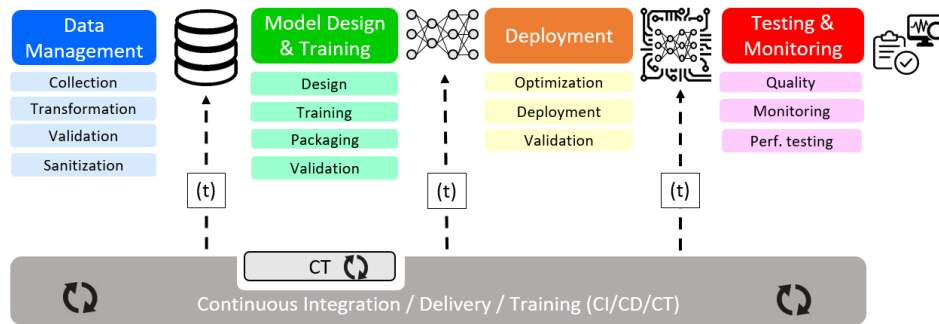 Data
Management
Collection
Transformation
Validation
Sanitization
Model Design
& Training
Design
Training
Packaging
Validation
Deployment
Optimization
Deployment
Validation
Testing &
Monitoring
Quality
Monitoring
Perf. testing
(t)
(t)
(t)
CT
Continuous Integration / Delivery / Training (CI/CD/CT)